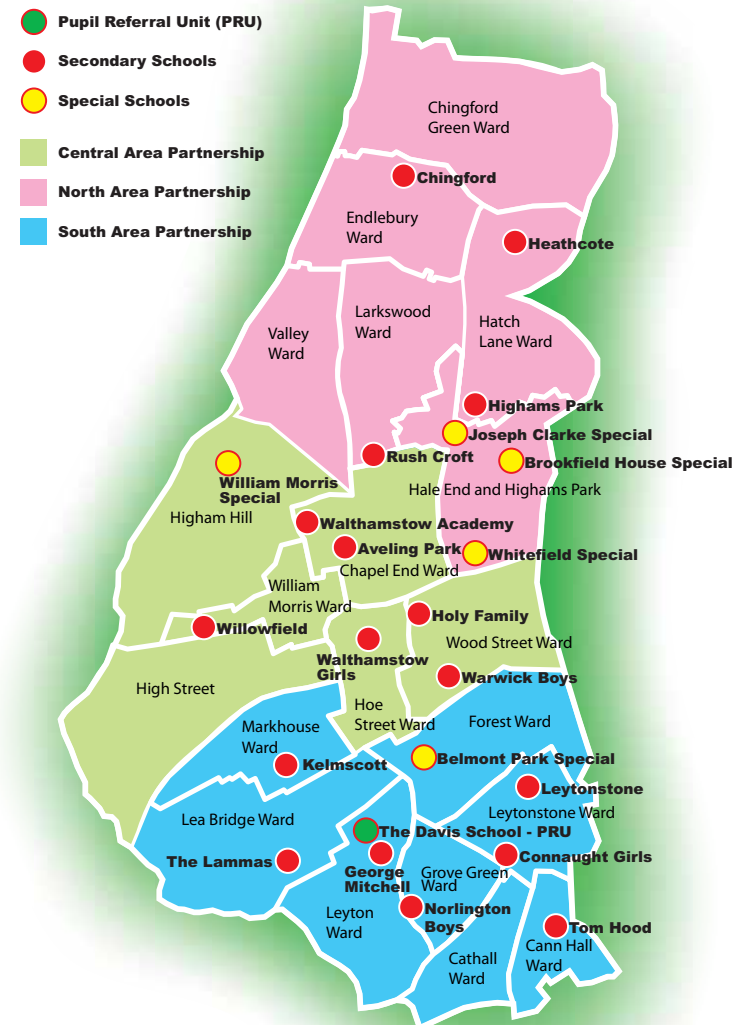 Pupil Referral Unit (PRU)
Secondary Schools
Special Schools
Central Area Partnership
North Area Partnership
South Area Partnership
Chingford
Green Ward
Chingford
Endlebury
Ward
Heathcote
Larkswood
Ward
Hatch
Lane Ward
Valley
Ward
Highams Park
Joseph Clarke Special
Rush Croft
Brookfield House Special
William Morris
Special
Hale End and Highams Park
Higham Hill
Walthamstow Academy
Aveling Park
Whitefield Special
Chapel End Ward
William
Morris Ward
Holy Family
Willowfield
Wood Street Ward
Walthamstow
Girls
Warwick Boys
High Street
Hoe
Street Ward
Forest Ward
Markhouse
Ward
Kelmscott
Belmont Park Special
Leytonstone
Leytonstone Ward
Lea Bridge Ward
The Davis School - PRU
The Lammas
George
Mitchell
Connaught Girls
Grove Green
Ward
Leyton
Ward
Norlington
Boys
Tom Hood
Cann Hall
Ward
Cathall
Ward